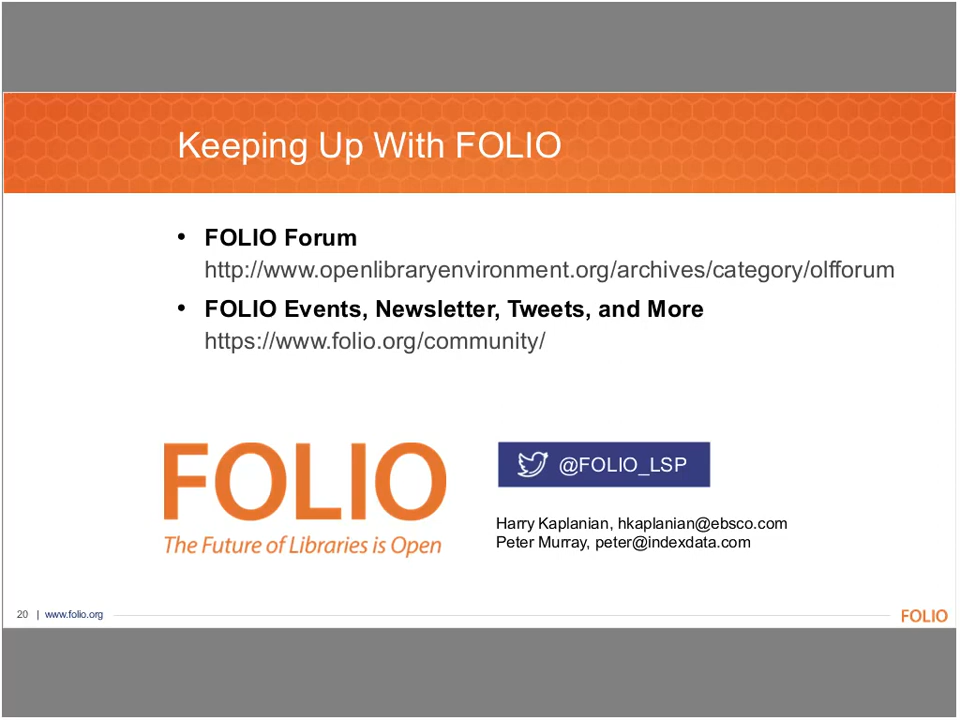 Keeping Up With FOLIO
• FOLIO Forum
http://www.openlibraryenvironment.org/archives/category/olfforum
• FOLIO Events, Newsletter, Tweets, and More
https://www.folio.org/community/
FOLIO
The Future of Libraries is Open
@FOLIO_LSP
Harry Kaplanian, hkaplanian@ebsco.com
Peter Murray, peter@indexdata.com
20 | www.folio.org
FOLIO